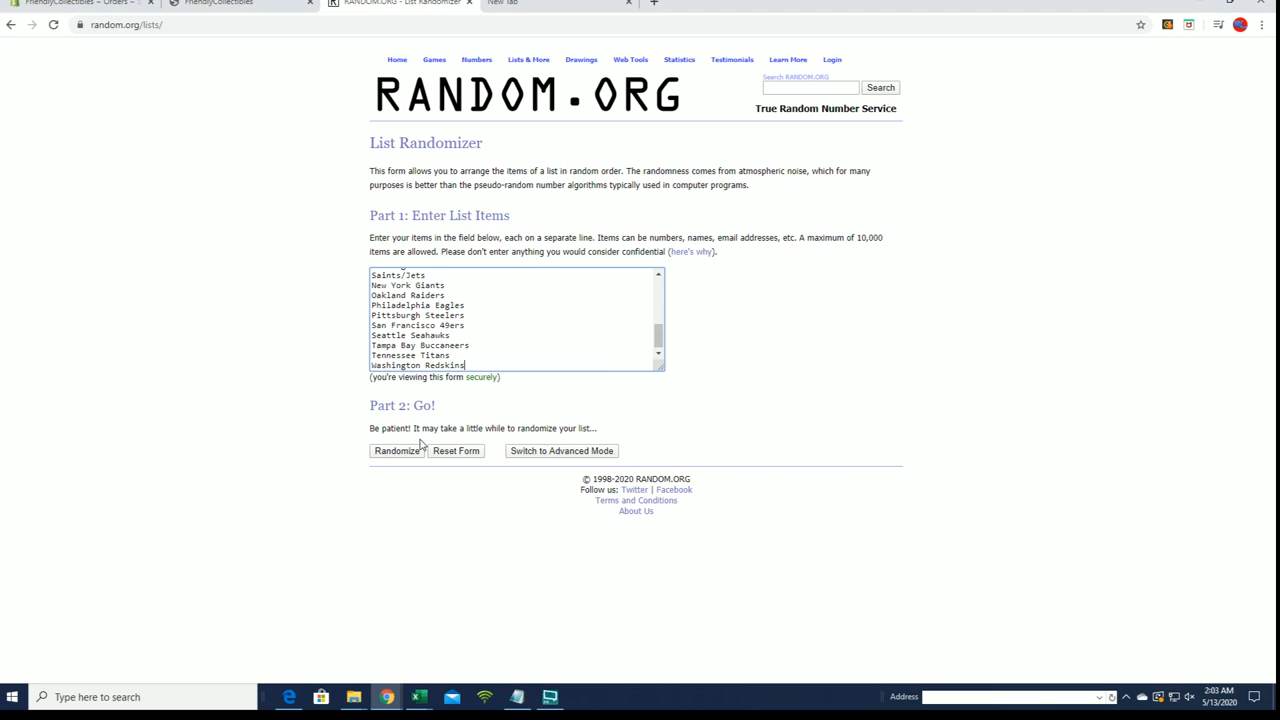 FriendlyCollectibles ~ Orders ~
FriendlyCollectibles
RANDOM.ORG - List Randomizer
New Tab
random.org/lists/
Home Games Numbers Lists & More Drawings Web Tools Statistics Testimonials Learn More Login
RANDOM.ORG
Search RANDOM.ORG
Search
True Random Number Service
List Randomizer
This form allows you to arrange the items of a list in random order. The randomness comes from atmospheric noise, which for many
purposes is better than the pseudo-random number algorithms typically used in computer programs.
Part 1: Enter List Items
Enter your items in the field below, each on a separate line. Items can be numbers, names, email addresses, etc. A maximum of 10,000
items are allowed. Please don't enter anything you would consider confidential (here's why).
Saints/Jets
New York Giants
Oakland Raiders
Philadelphia Eagles
Pittsburgh Steelers
San Francisco 49ers
Seattle Seahawks
Tampa Bay Buccaneers
Tennessee Titans
Washington Redskins
(you're viewing this form securely)
Part 2: Go!
Be patient! It may take a little while to randomize your list...
Randomize Reset Form Switch to Advanced Mode
© 1998-2020 RANDOM.ORG
Follow us: Twitter | Facebook
Terms and Conditions
About Us
Type here to search
Address
2:03 AM
5/13/2020